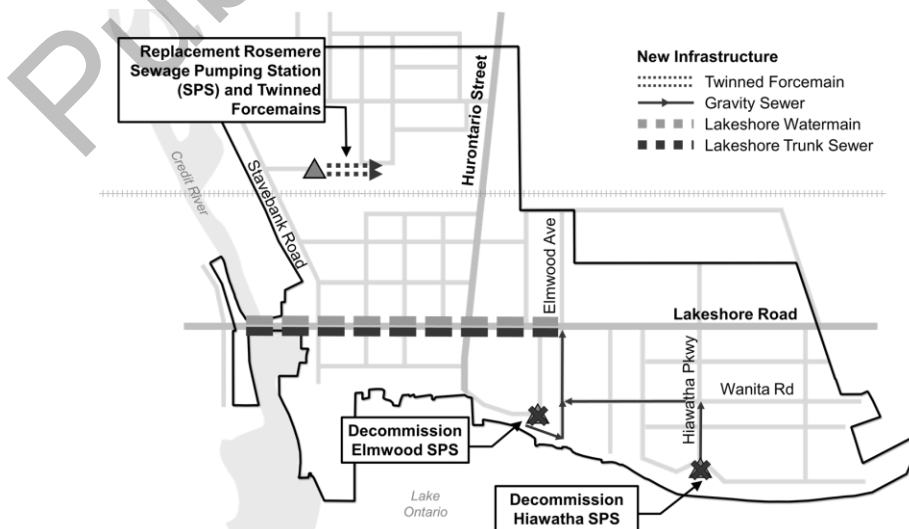 Pub
Replacement Rosemere
Sewage Pumping Station
(SPS) and Twinned
Forcemains
New Infrastructure
Twinned Forcemain
Gravity Sewer
Lakeshore Watermain
Lakeshore Trunk Sewer
Hurontario Street
Credit River
Stavebank Road
Elmwood Ave
Lakeshore Road
Hiawatha Pkwy
Wanita Rd
Decommission
Elmwood SPS
Decommission
Hiawatha SPS
Lake
Ontario